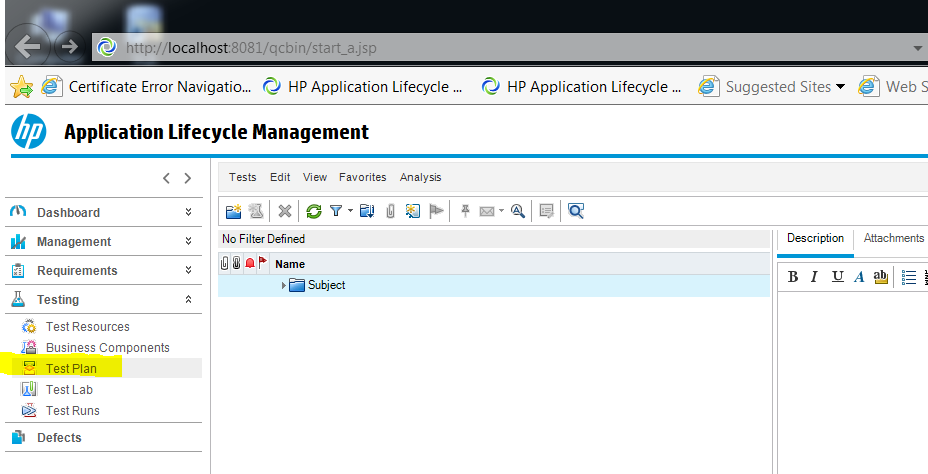 http://localhost:8081/qcbin/start_a.jsp
Certificate Error Navigatio... HP Application Lifecycle ... HP Application Lifecycle ... Suggested Sites Web S
hp Application Lifecycle Management
Tests Edit View Favorites Analysis
Dashboard
Management
Requirements
Testing
Test Resources
Business Components
Test Plan
Test Lab
Test Runs
Defects
No Filter Defined
Name
Subject
Description Attachments
B I U A ab